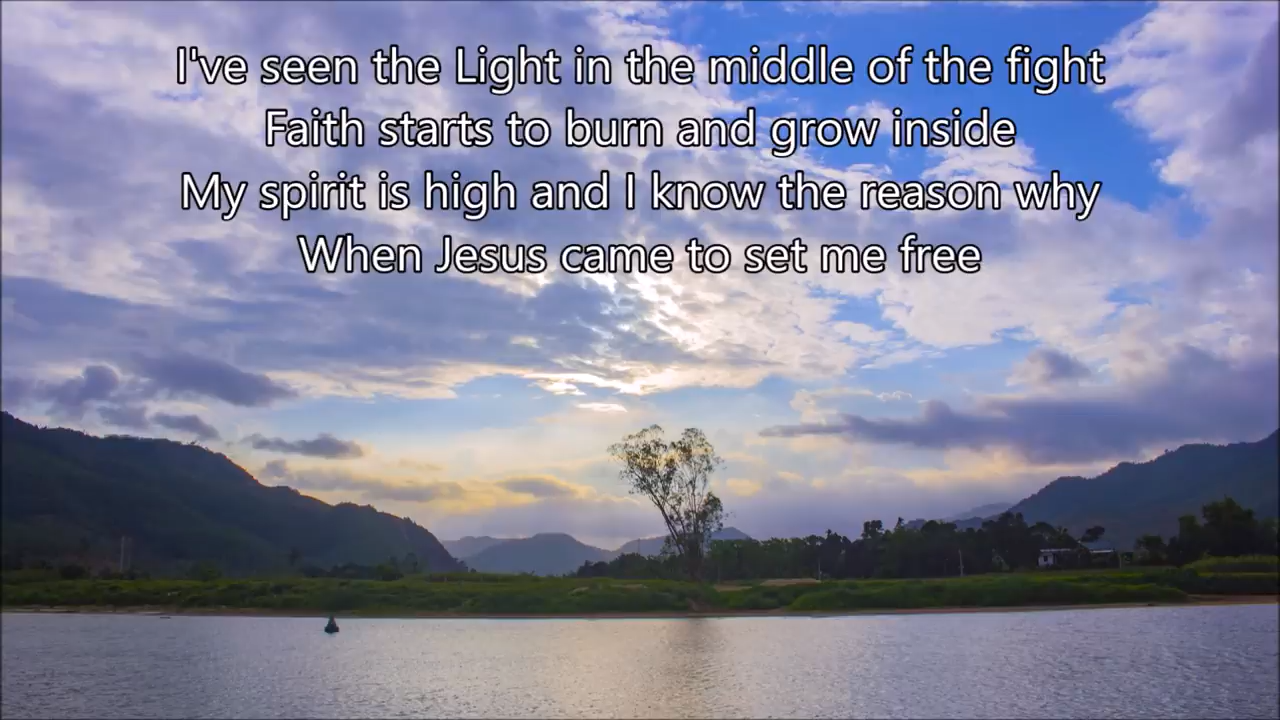 I've seen the Light in the middle of the fight
Faith starts to burn and grow inside
My spirit is high and I know the reason why
When Jesus came to set me free